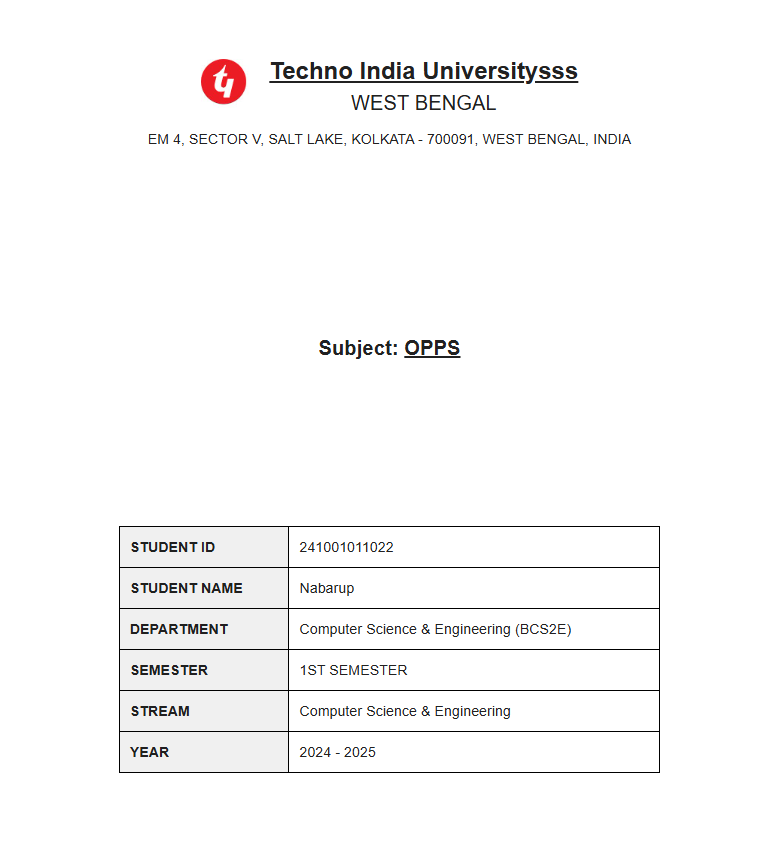 Techno India Universitysss
WEST BENGAL
EM 4, SECTOR V, SALT LAKE, KOLKATA - 700091, WEST BENGAL, INDIA
Subject: OPPS
STUDENT ID 241001011022
STUDENT NAME Nabarup
DEPARTMENT Computer Science & Engineering (BCS2E)
SEMESTER 1ST SEMESTER
STREAM Computer Science & Engineering
YEAR 2024 - 2025